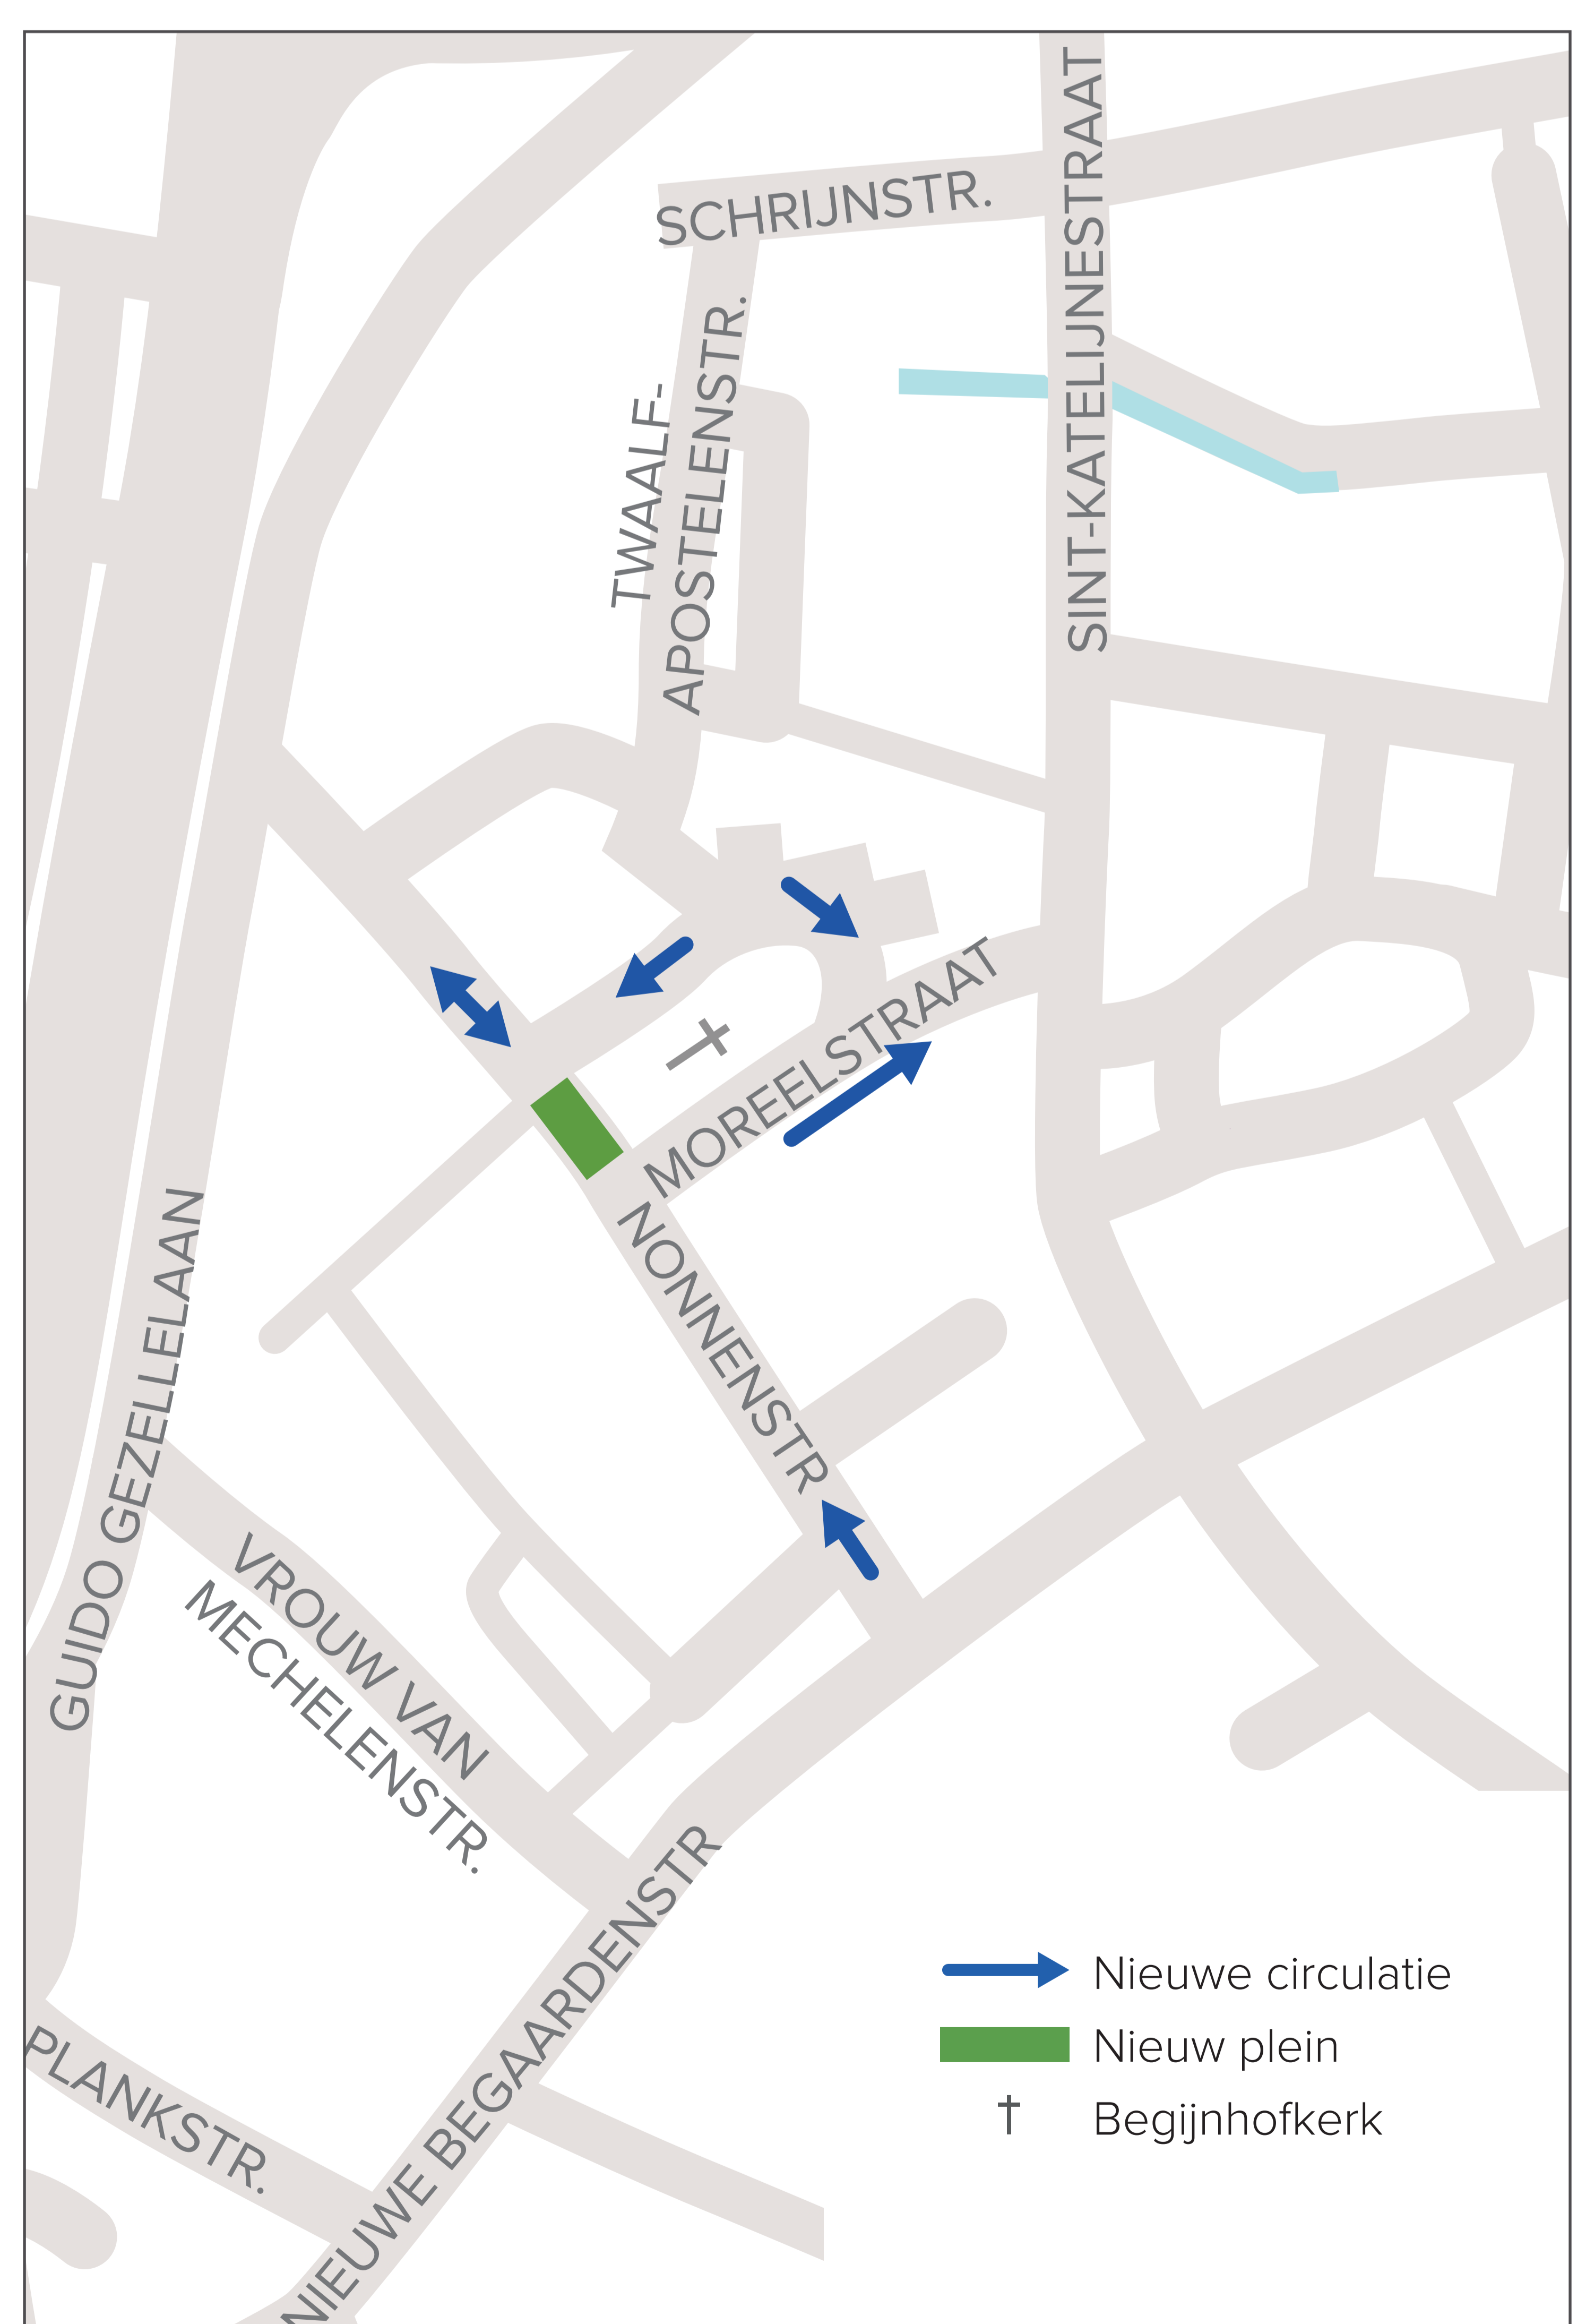 SINT-KATELIJNESTRAAT
SCHRIJNSTR.
TWAALF-
APOSTELENSTR.
MOREELSTRAAT
NONNENSTR
GUIDO GEZELLELAAN
VROUW VAN
MECHELENSTR.
NIEUWE BEGAARDENSTR
PLANKSTR.
Nieuwe circulatie
Nieuw plein
Begijnhofkerk